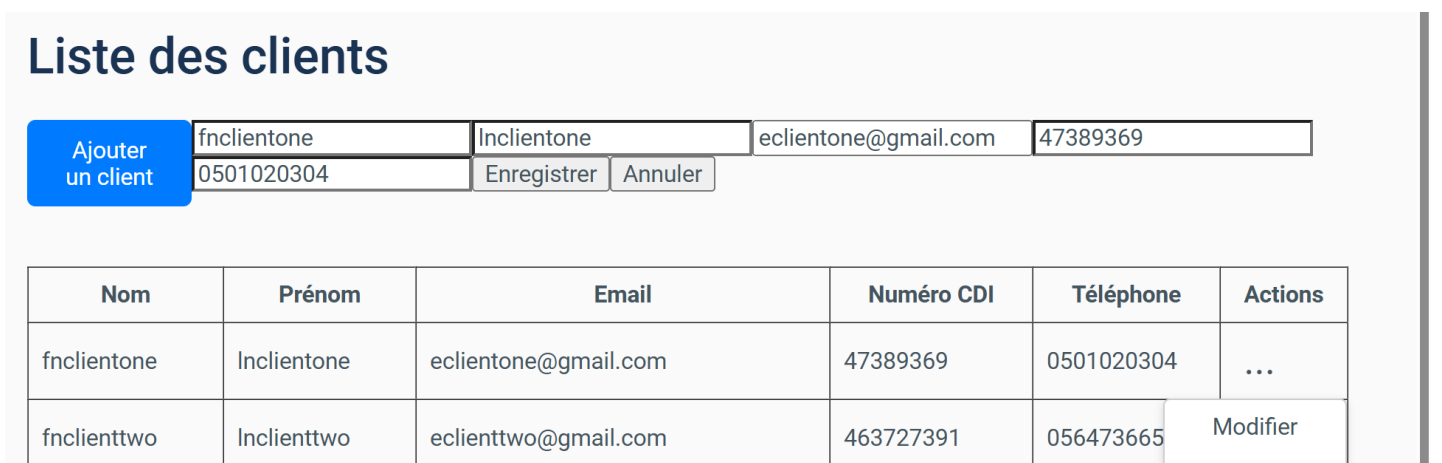 Liste des clients
Ajouter un client
fnclientone lnclientone eclientone@gmail.com 47389369
0501020304 Enregistrer Annuler
Nom Prénom Email Numéro CDI Téléphone Actions
fnclientone lnclientone eclientone@gmail.com 47389369 0501020304 ...
fnclienttwo lnclienttwo eclienttwo@gmail.com 463727391 056473665 Modifier